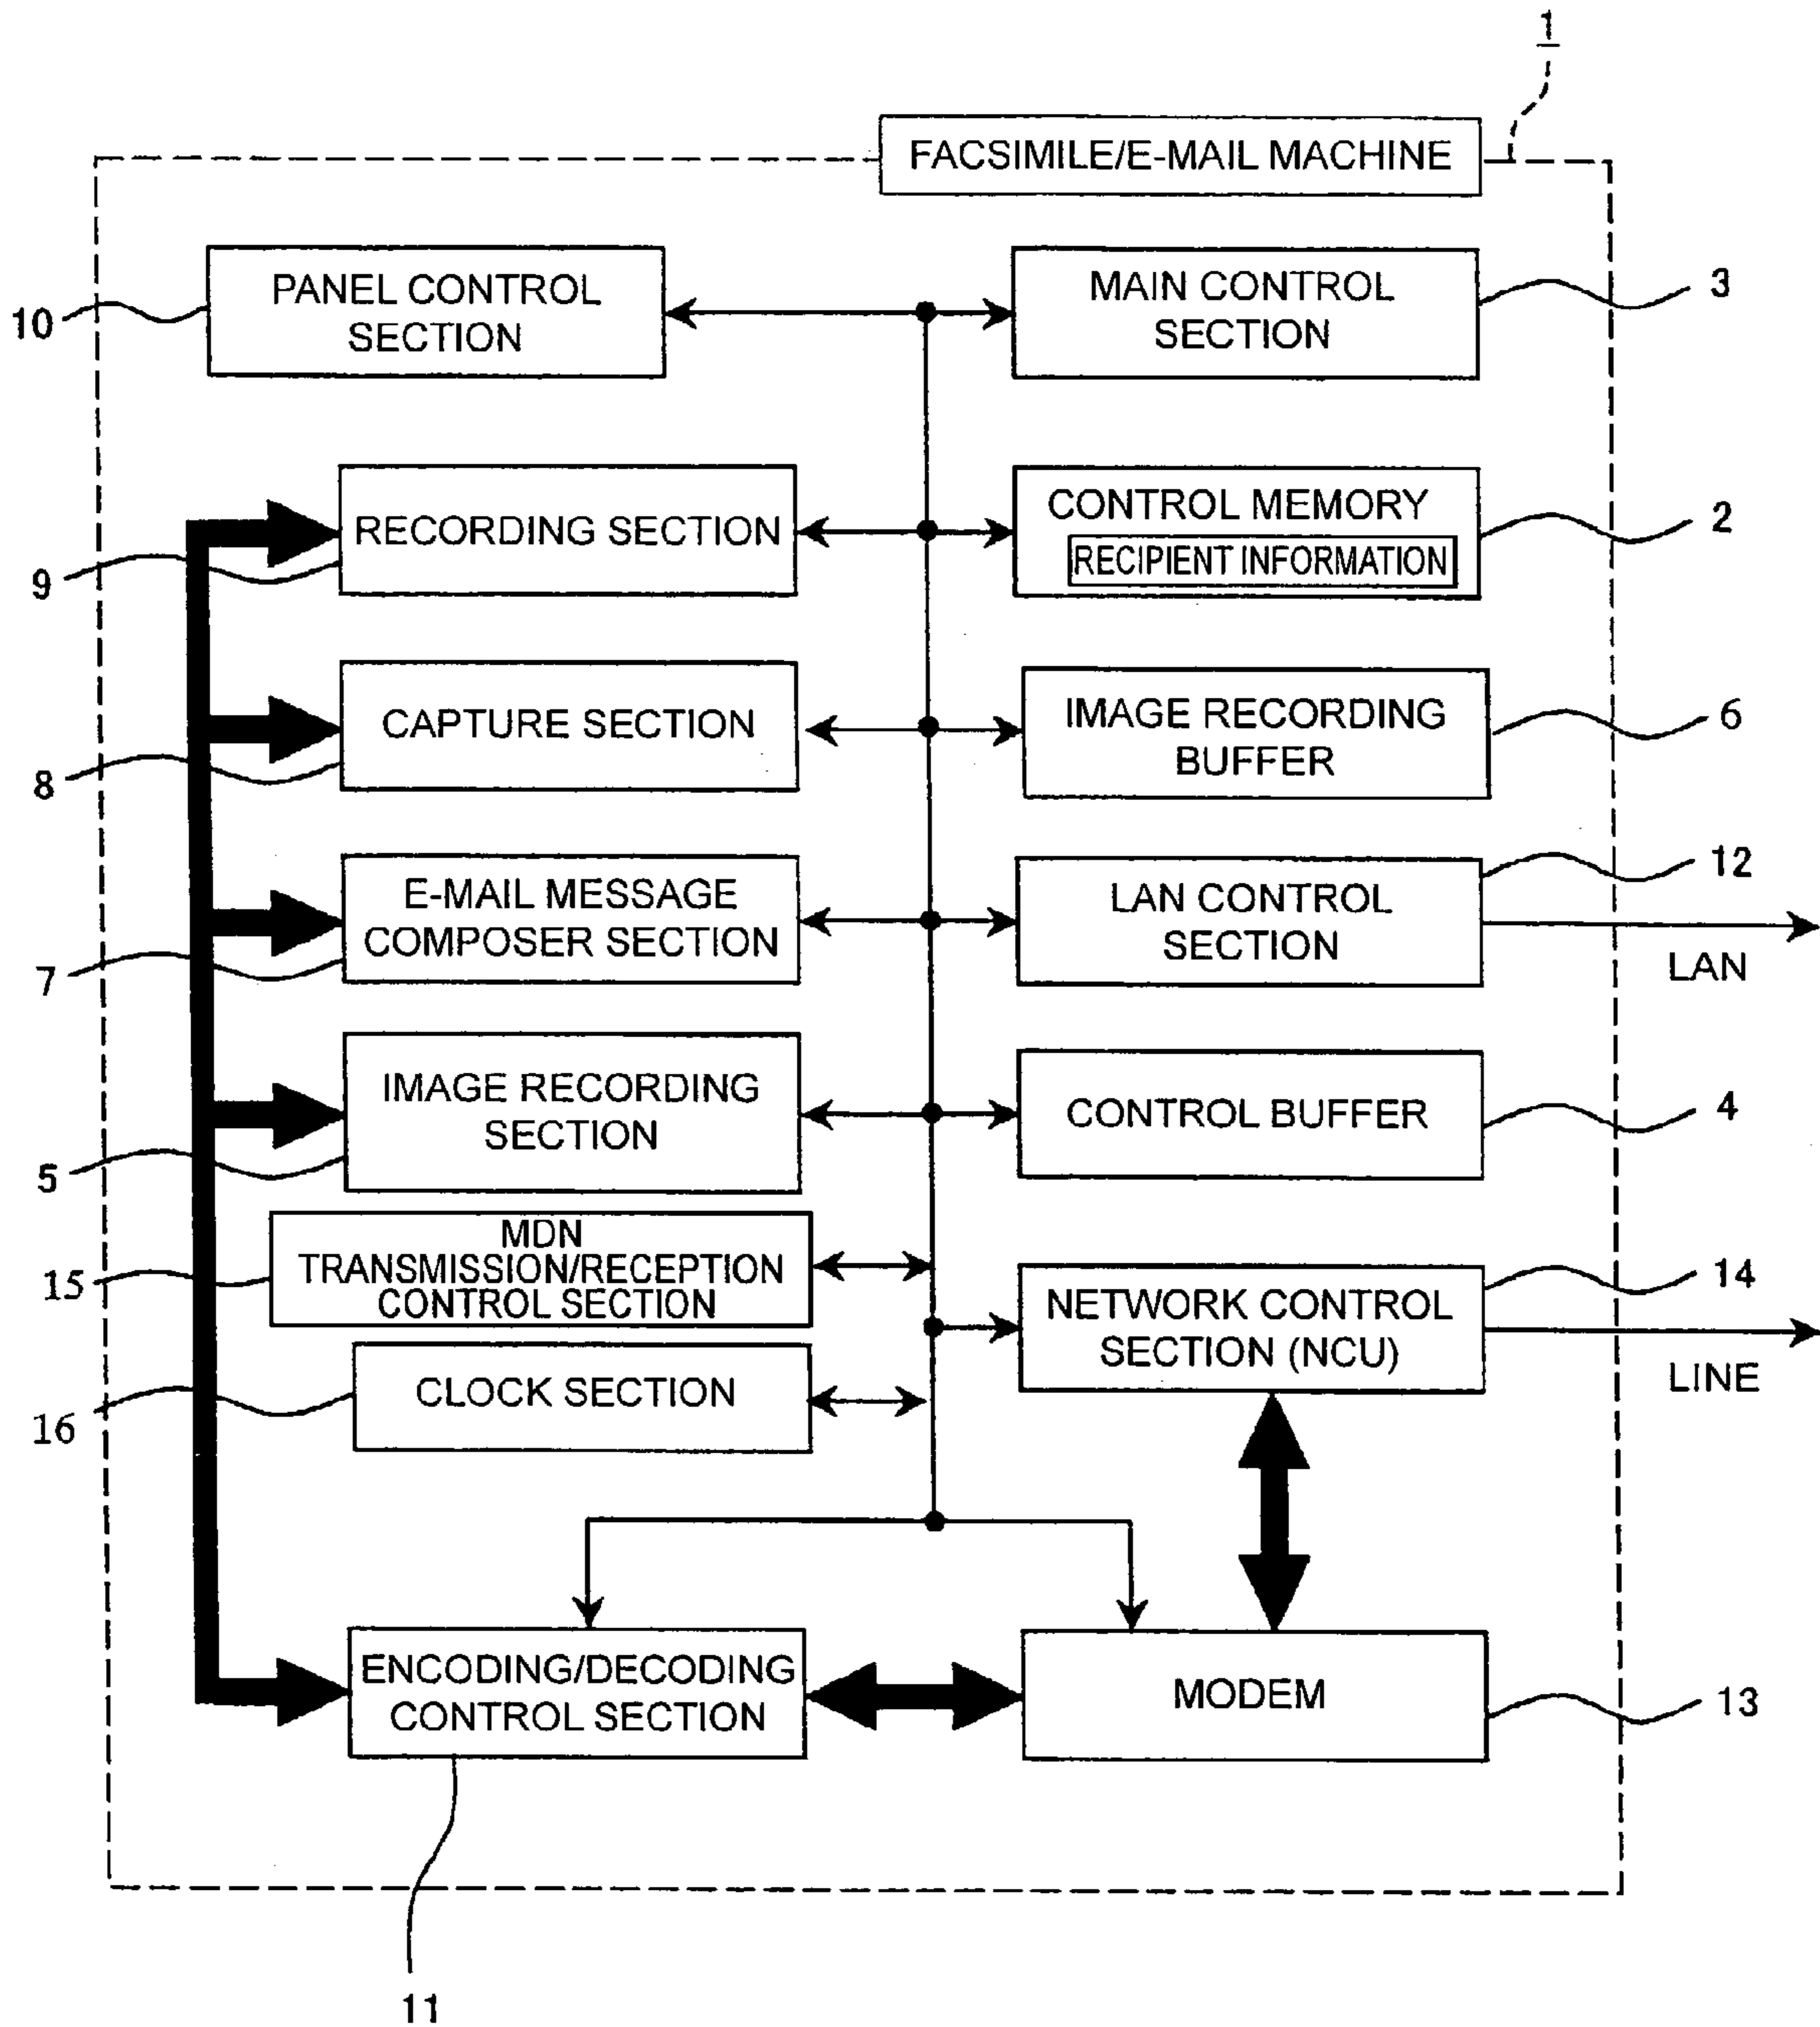 1
FACSIMILE/E-MAIL MACHINE
PANEL CONTROL
SECTION
10
MAIN CONTROL
SECTION
3
RECORDING SECTION
9
CONTROL MEMORY
RECIPIENT INFORMATION
2
CAPTURE SECTION
8
IMAGE RECORDING
BUFFER
6
E-MAIL MESSAGE
COMPOSER SECTION
7
LAN CONTROL
SECTION
12
LAN
IMAGE RECORDING
SECTION
5
CONTROL BUFFER
4
MDN
TRANSMISSION/RECEPTION
CONTROL SECTION
15
NETWORK CONTROL
SECTION (NCU)
14
LINE
CLOCK SECTION
16
ENCODING/DECODING
CONTROL SECTION
11
MODEM
13